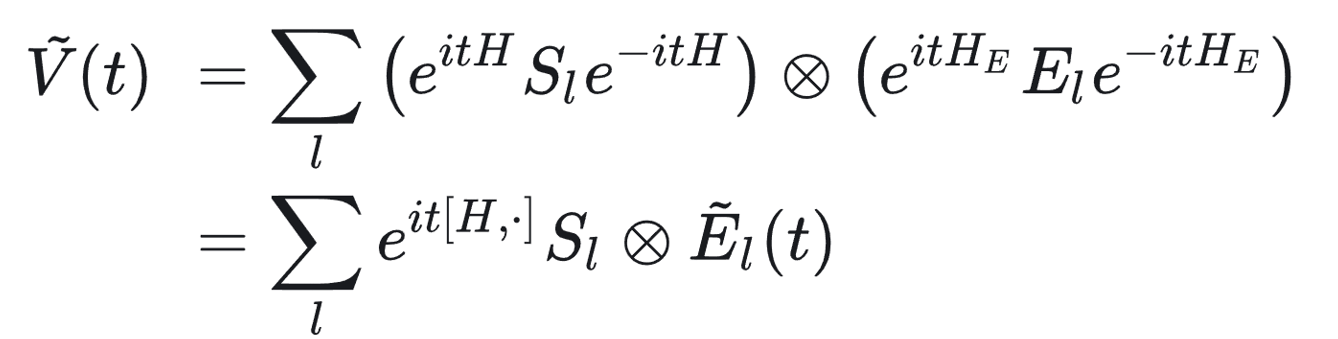 Ṽ(t) = ∑_l (e^{itH} S_l e^{−itH}) ⊗ (e^{itH_E} E_l e^{−itH_E})
= ∑_l e^{it[H,·]} S_l ⊗ Ẽ_l(t)